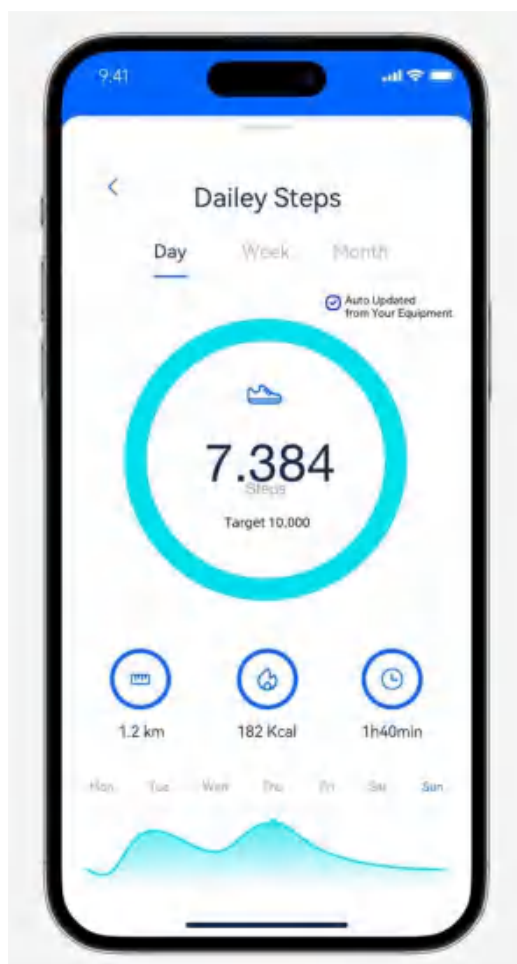 9:41
Dailey Steps
Day Week Month
Auto Updated
from Your Equipment
7.384
Steps
Target 10.000
1.2 km 182 Kcal 1h40min
Mon Tue Wen Thu Fri Sat Sun